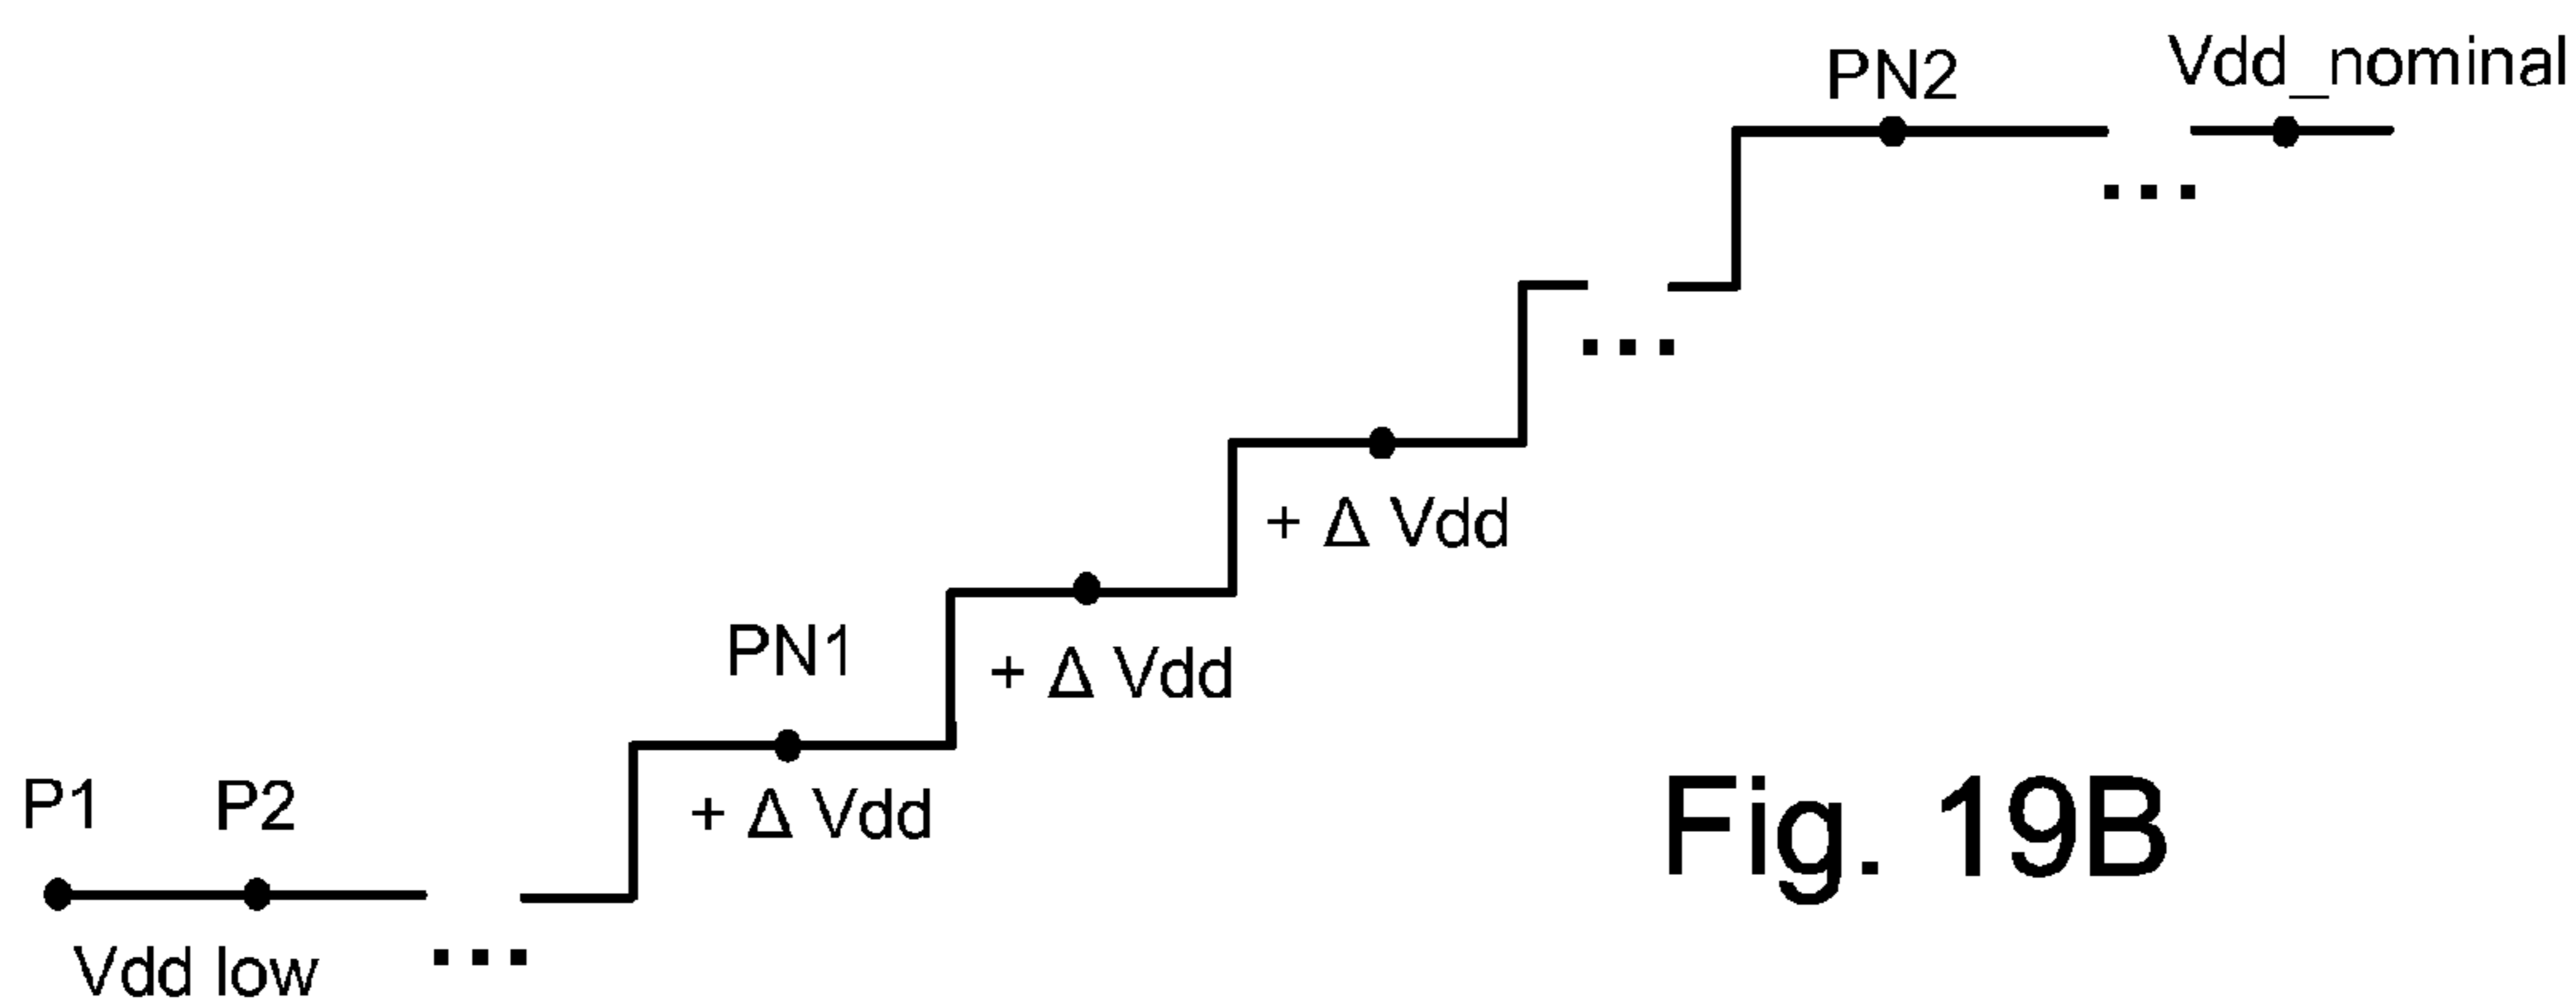 Vdd_nominal
PN2
...
...
+ Δ Vdd
PN1
+ Δ Vdd
P1 P2
+ Δ Vdd
Fig. 19B
Vdd low
...